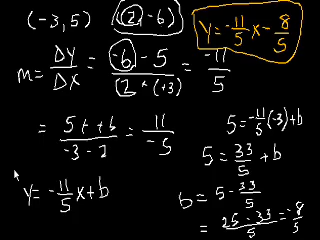 (-3, 5) (2, -6)
y = -11/5 x - 8/5
m = Δy/Δx = (-6 - 5)/(2 - (+3)) = -11/5
= (5 + +6)/(-3 - 2) = 11/-5
5 = -11/5 (-3) + b
5 = 33/5 + b
y = -11/5 x + b
b = 5 - 33/5
= (25 - 33)/5 = -8/5